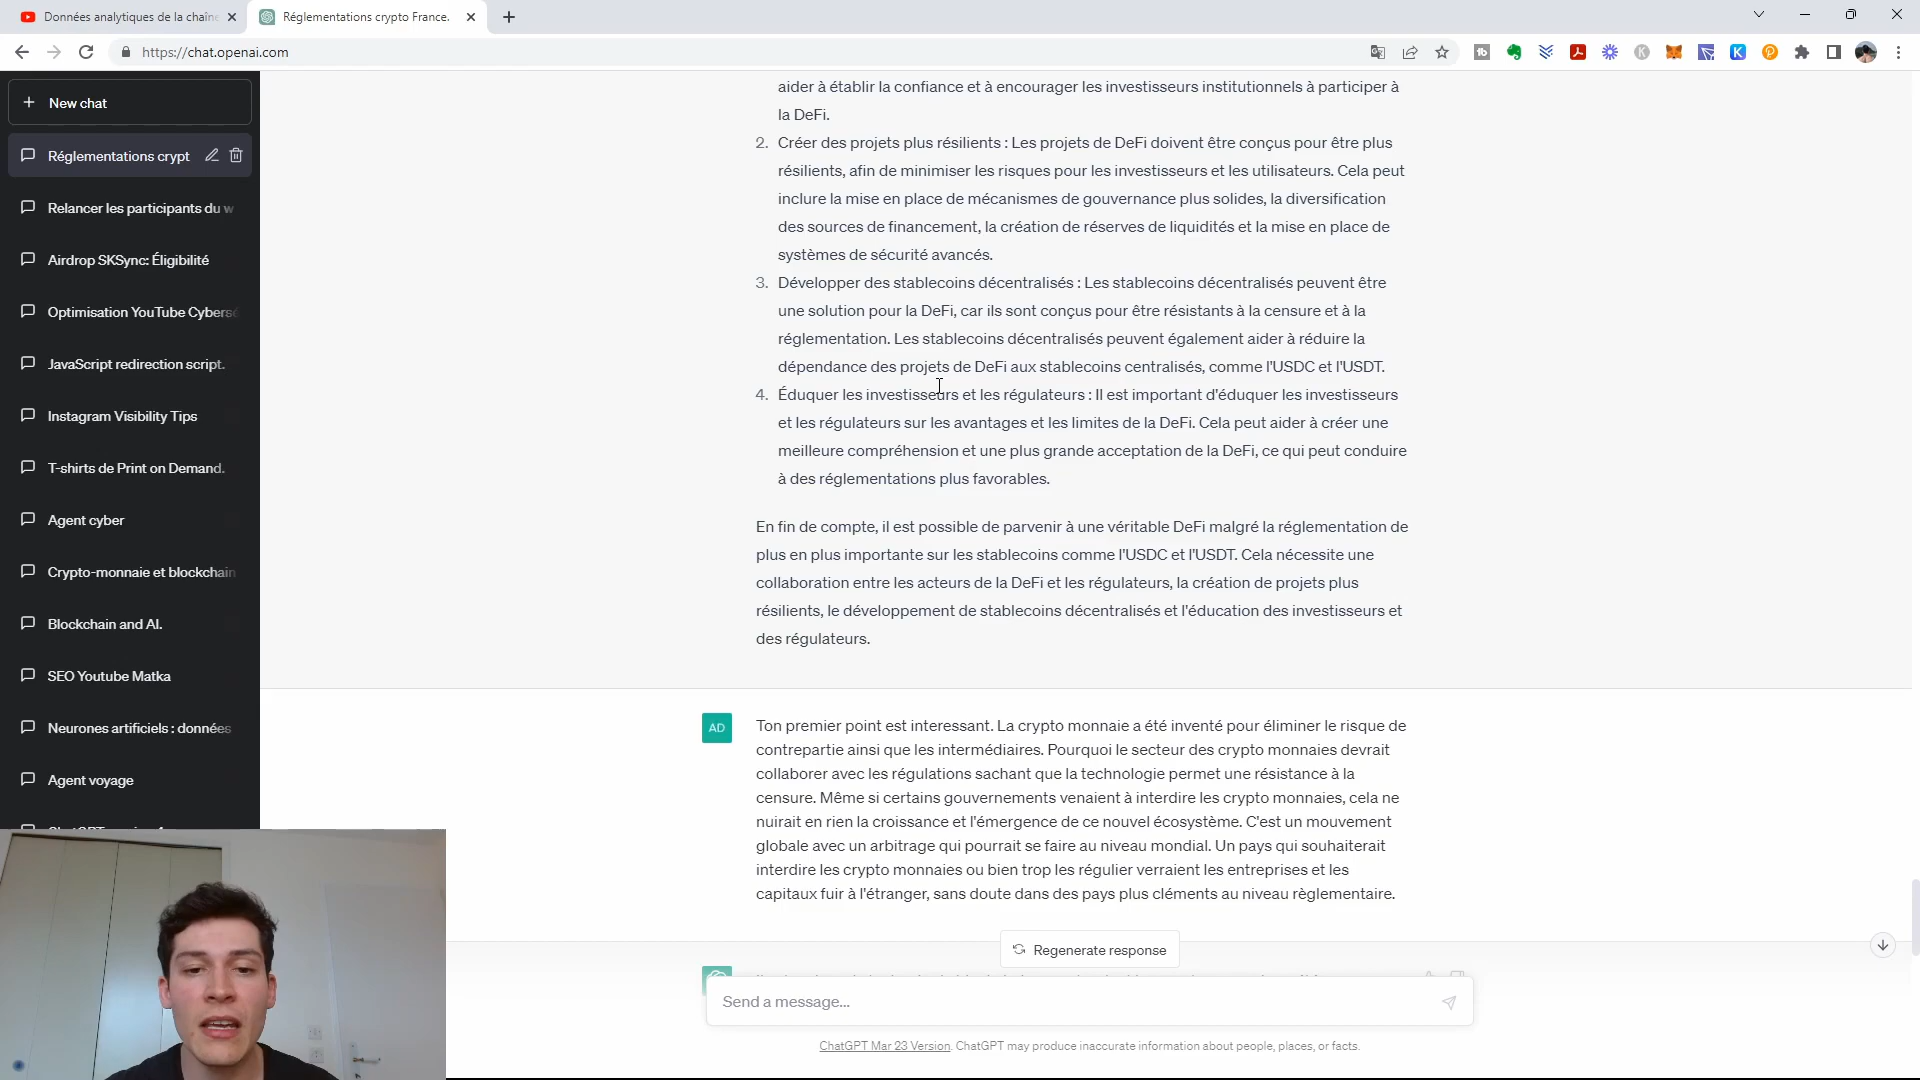 Données analytiques de la chaîn
Réglementations crypto France.
https://chat.openai.com
New chat
Réglementations crypt
Relancer les participants du w
Airdrop SKSync: Éligibilité
Optimisation YouTube Cybers
JavaScript redirection script.
Instagram Visibility Tips
T-shirts de Print on Demand.
Agent cyber
Crypto-monnaie et blockchain
Blockchain and AI.
SEO Youtube Matka
Neurones artificiels : données
Agent voyage
aider à établir la confiance et à encourager les investisseurs institutionnels à participer à
la DeFi.
2. Créer des projets plus résilients : Les projets de DeFi doivent être conçus pour être plus
résilients, afin de minimiser les risques pour les investisseurs et les utilisateurs. Cela peut
inclure la mise en place de mécanismes de gouvernance plus solides, la diversification
des sources de financement, la création de réserves de liquidités et la mise en place de
systèmes de sécurité avancés.
3. Développer des stablecoins décentralisés : Les stablecoins décentralisés peuvent être
une solution pour la DeFi, car ils sont conçus pour être résistants à la censure et à la
réglementation. Les stablecoins décentralisés peuvent également aider à réduire la
dépendance des projets de DeFi aux stablecoins centralisés, comme l'USDC et l'USDT.
4. Éduquer les investisseurs et les régulateurs : Il est important d'éduquer les investisseurs
et les régulateurs sur les avantages et les limites de la DeFi. Cela peut aider à créer une
meilleure compréhension et une plus grande acceptation de la DeFi, ce qui peut conduire
à des réglementations plus favorables.
En fin de compte, il est possible de parvenir à une véritable DeFi malgré la réglementation de
plus en plus importante sur les stablecoins comme l'USDC et l'USDT. Cela nécessite une
collaboration entre les acteurs de la DeFi et les régulateurs, la création de projets plus
résilients, le développement de stablecoins décentralisés et l'éducation des investisseurs et
des régulateurs.
AD
Ton premier point est interessant. La crypto monnaie a été inventé pour éliminer le risque de
contrepartie ainsi que les intermédiaires. Pourquoi le secteur des crypto monnaies devrait
collaborer avec les régulations sachant que la technologie permet une résistance à la
censure. Même si certains gouvernements venaient à interdire les crypto monnaies, cela ne
nuirait en rien la croissance et l'émergence de ce nouvel écosystème. C'est un mouvement
globale avec un arbitrage qui pourrait se faire au niveau mondial. Un pays qui souhaiterait
interdire les crypto monnaies ou bien trop les régulier verraient les entreprises et les
capitaux fuir à l'étranger, sans doute dans des pays plus cléments au niveau règlementaire.
Regenerate response
Send a message...
ChatGPT Mar 23 Version. ChatGPT may produce inaccurate information about people, places, or facts.